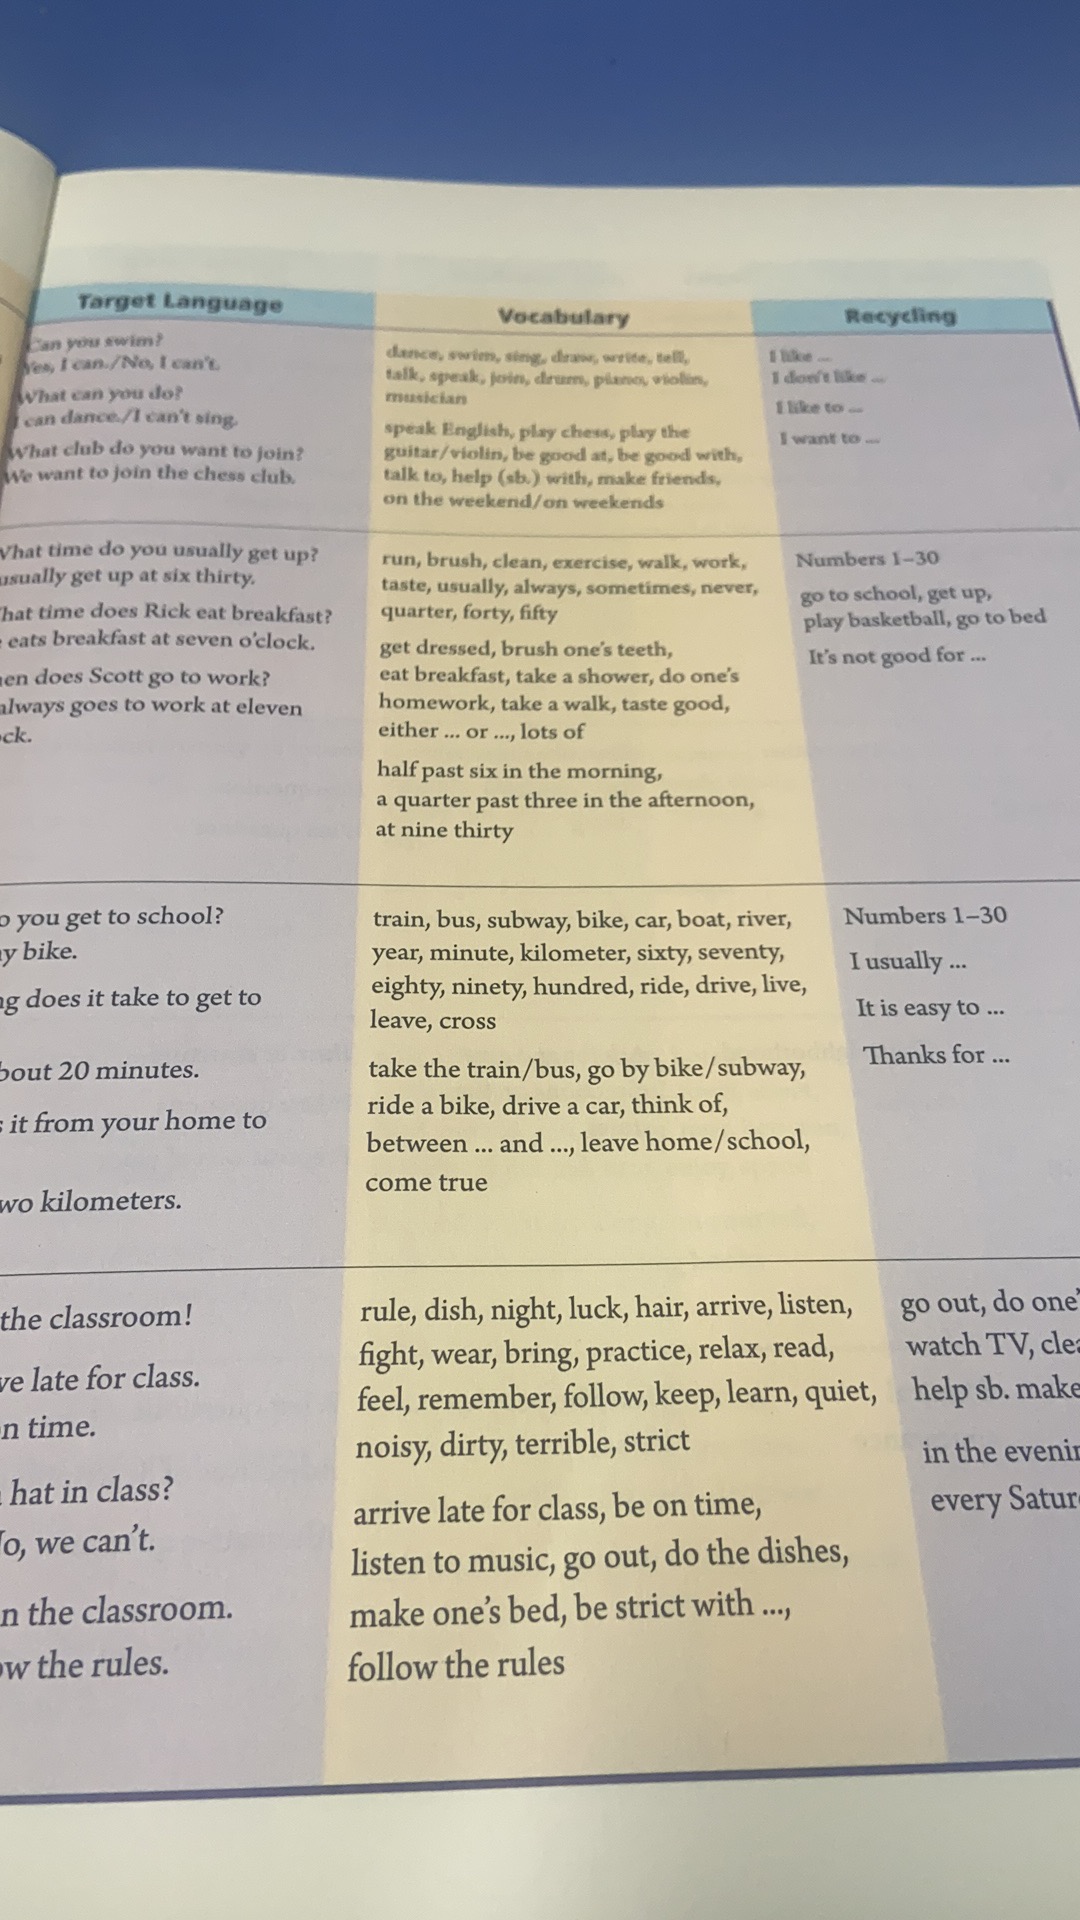 Target Language
Can you swim?
Yes, I can./No, I can't.
What can you do?
I can dance./I can't sing.
What club do you want to join?
We want to join the chess club.
What time do you usually get up?
usually get up at six thirty.
What time does Rick eat breakfast?
eats breakfast at seven o'clock.
does Scott go to work?
always goes to work at eleven
Vocabulary
dance, swim, sing, draw, write, tell,
talk, speak, join, drum, piano, violin,
musician
speak English, play chess, play the
guitar/violin, be good at, be good with,
talk to, help (sb.) with, make friends,
on the weekend/on weekends
run, brush, clean, exercise, walk, work,
taste, usually, always, sometimes, never,
quarter, forty, fifty
get dressed, brush one's teeth,
eat breakfast, take a shower, do one's
homework, take a walk, taste good,
either ... or ..., lots of
half past six in the morning,
a quarter past three in the afternoon,
at nine thirty
Recycling
I like ...
I don't like ...
I like to ...
I want to ...
Numbers 1–30
go to school, get up,
play basketball, go to bed
It's not good for ...
you get to school?
bike.
does it take to get to
20 minutes.
it from your home to
kilometers.
train, bus, subway, bike, car, boat, river,
year, minute, kilometer, sixty, seventy,
eighty, ninety, hundred, ride, drive, live,
leave, cross
take the train/bus, go by bike/subway,
ride a bike, drive a car, think of,
between ... and ..., leave home/school,
come true
Numbers 1–30
I usually ...
It is easy to ...
Thanks for ...
the classroom!
late for class.
time.
hat in class?
we can't.
the classroom.
the rules.
rule, dish, night, luck, hair, arrive, listen,
fight, wear, bring, practice, relax, read,
feel, remember, follow, keep, learn, quiet,
noisy, dirty, terrible, strict
arrive late for class, be on time,
listen to music, go out, do the dishes,
make one's bed, be strict with ...,
follow the rules
go out, do one'
watch TV,
help sb. make
in the
every